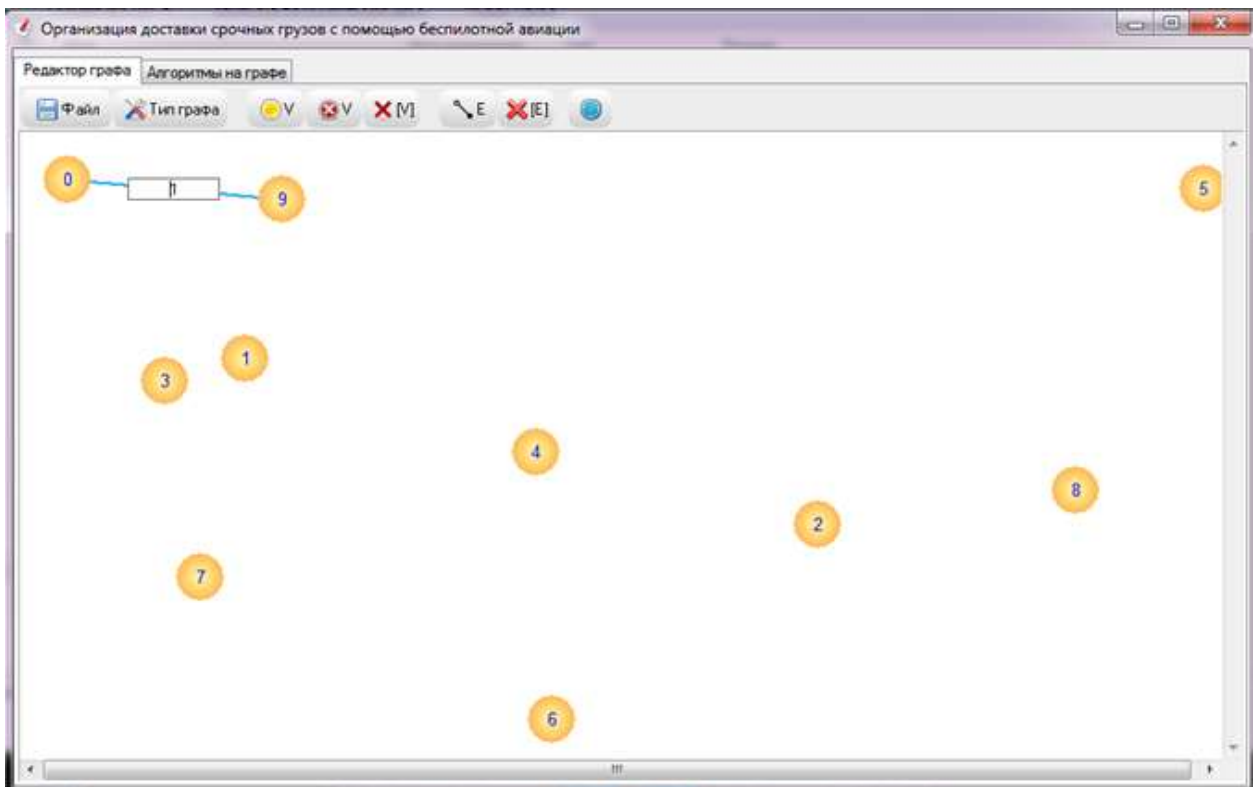 Организация доставки срочных грузов с помощью беспилотной авиации
Редактор графа Алгоритмы на графе
Файл Тип графа V V [V] E [E]
0 1 9 5
3 1
4
8
2
7
6